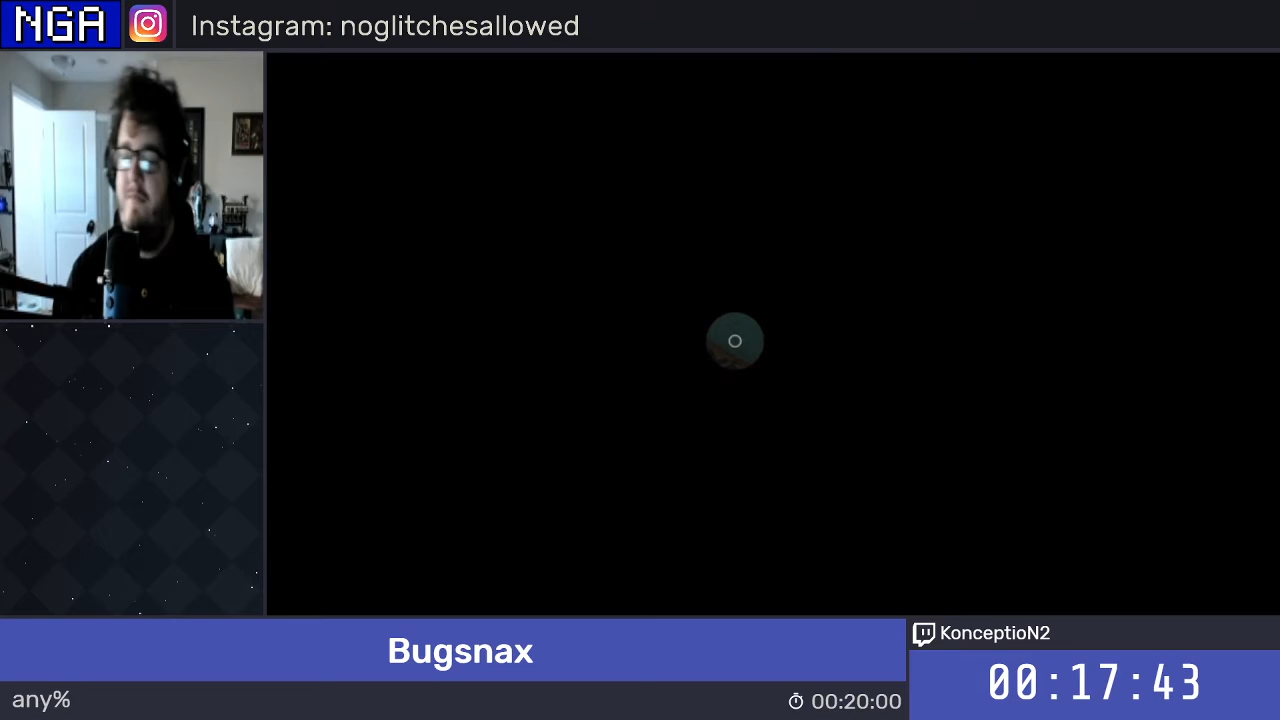 NGA
Instagram: noglitchesallowed
Bugsnax
KonceptioN2
00:17:43
any%
00:20:00